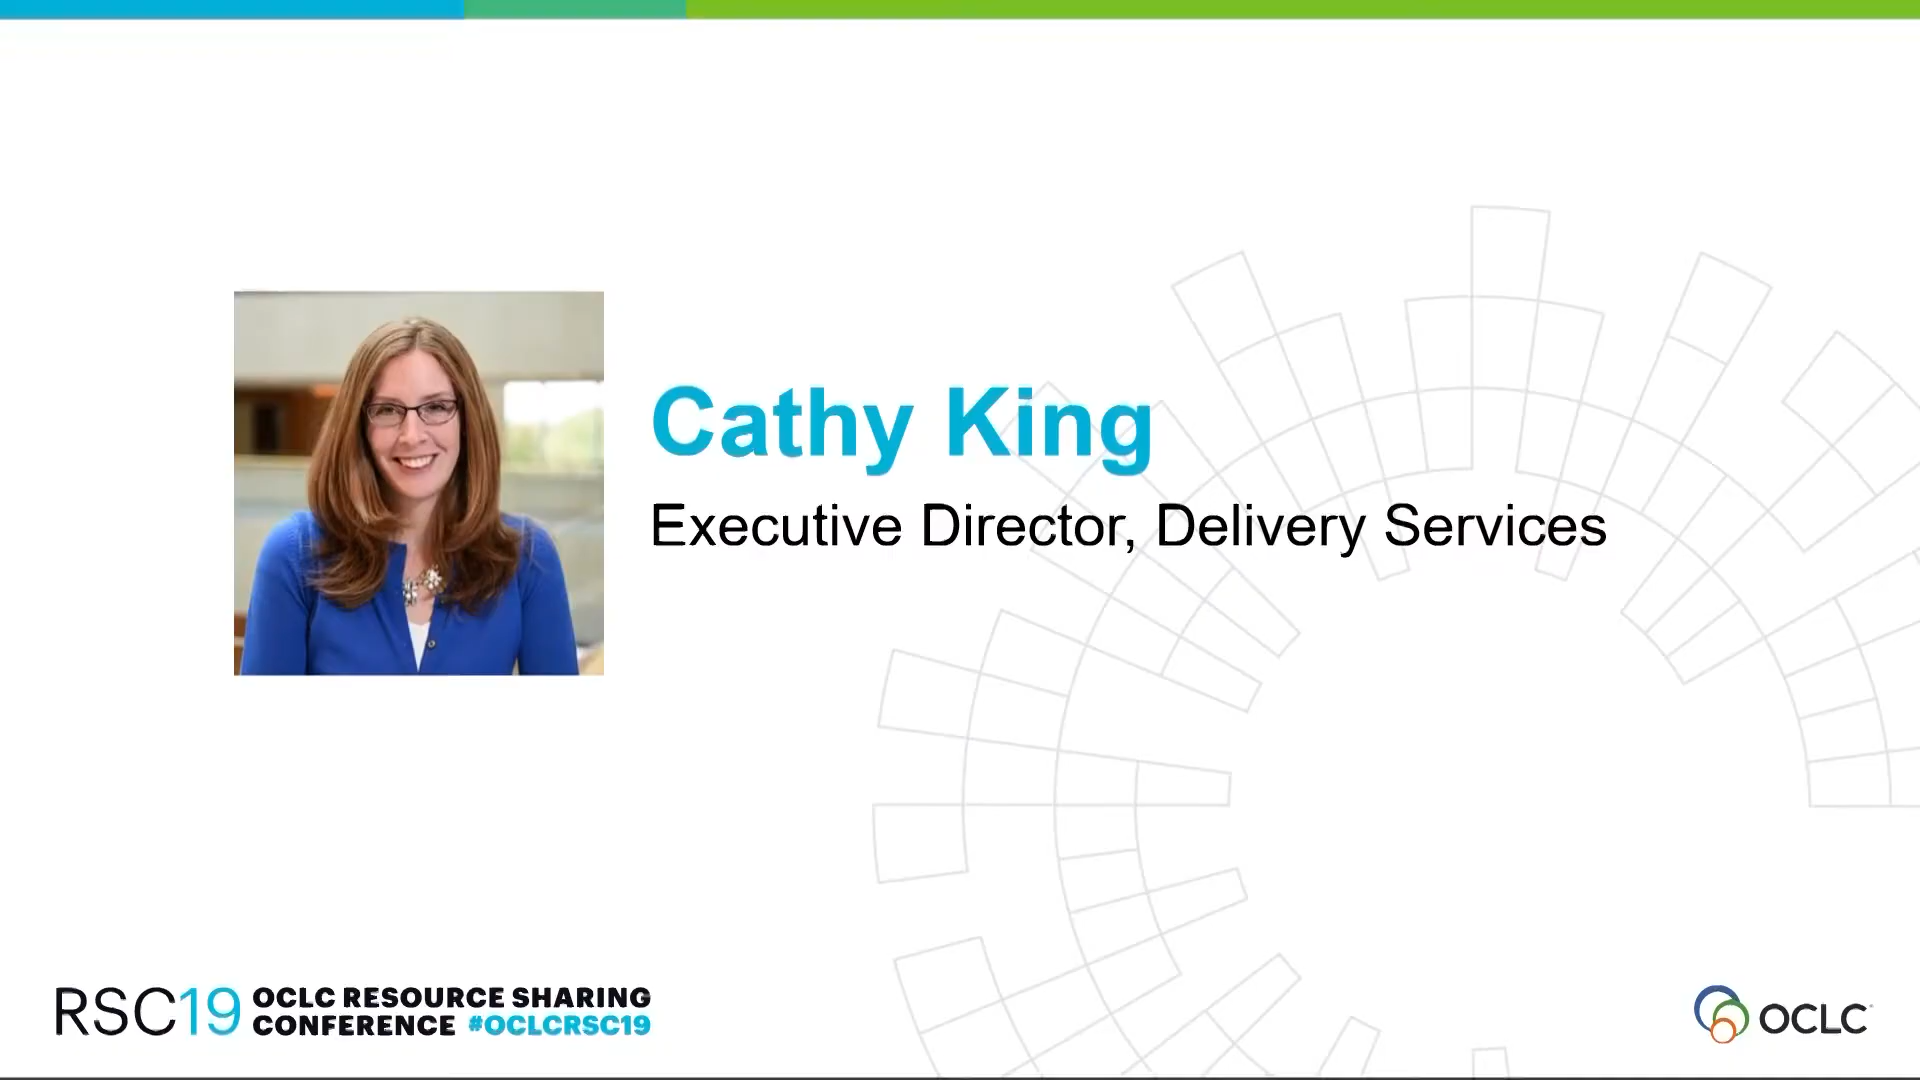 Cathy King
Executive Director, Delivery Services
RSC19 OCLC RESOURCE SHARING
CONFERENCE #OCLCRSC19
OCLC